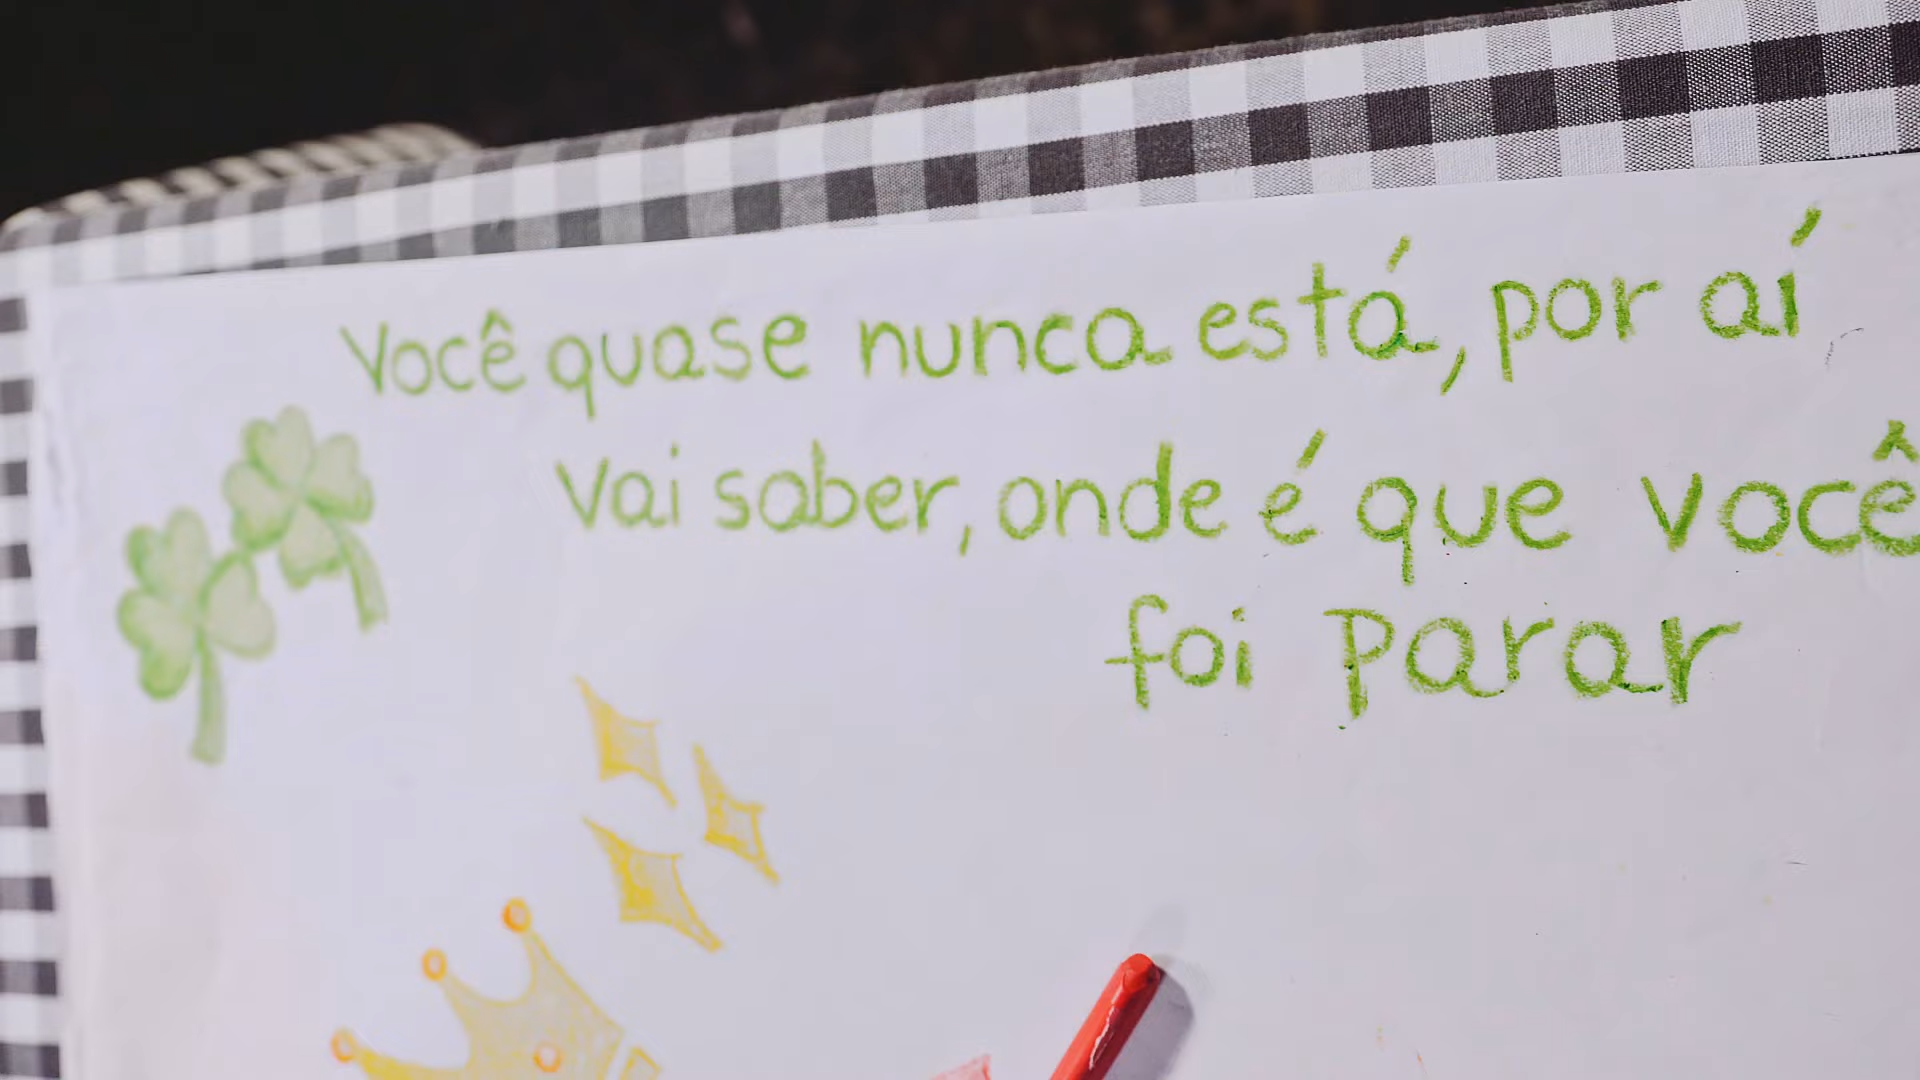 Você quase nunca está, por aí
Vai saber, onde é que você
foi parar